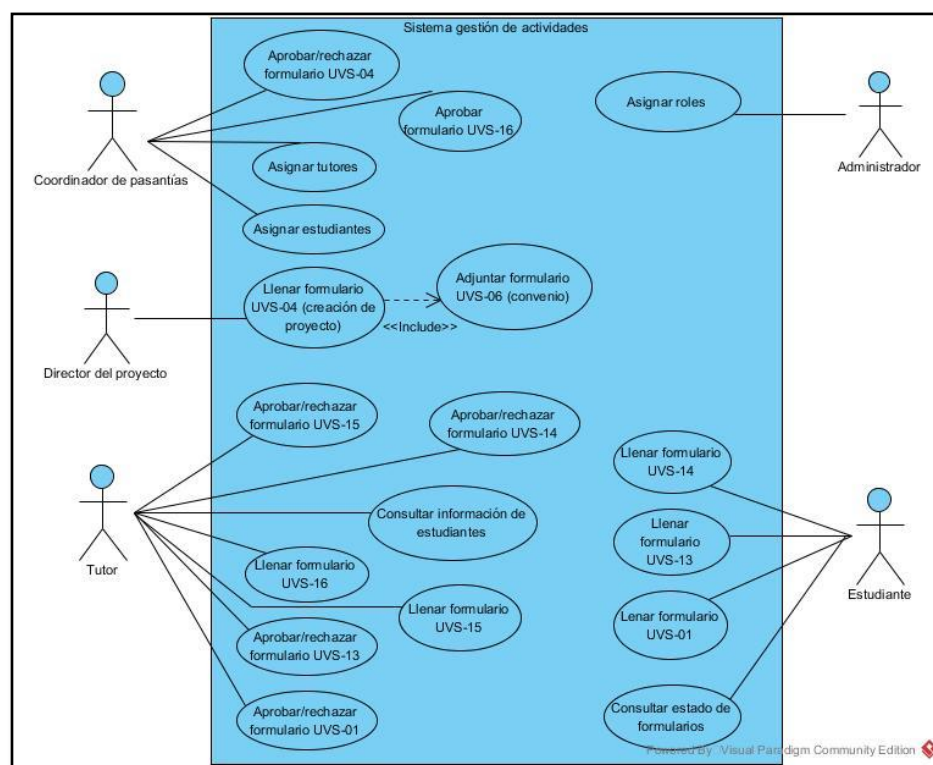 Sistema gestión de actividades
Aprobar/rechazar
formulario UVS-04
Aprobar
formulario UVS-16
Asignar roles
Coordinador de pasantías
Asignar tutores
Administrador
Asignar estudiantes
Llenar formulario
UVS-04 (creación de
proyecto)
Adjuntar formulario
UVS-06 (convenio)
<<Include>>
Director del proyecto
Aprobar/rechazar
formulario UVS-15
Aprobar/rechazar
formulario UVS-14
Llenar formulario
UVS-14
Consultar información de
estudiantes
Llenar
formulario
UVS-13
Tutor
Llenar formulario
UVS-16
Estudiante
Llenar formulario
UVS-15
Lenar formulario
UVS-01
Aprobar/rechazar
formulario UVS-13
Aprobar/rechazar
formulario UVS-01
Consultar estado de
formularios
Powered By Visual Paradigm Community Edition